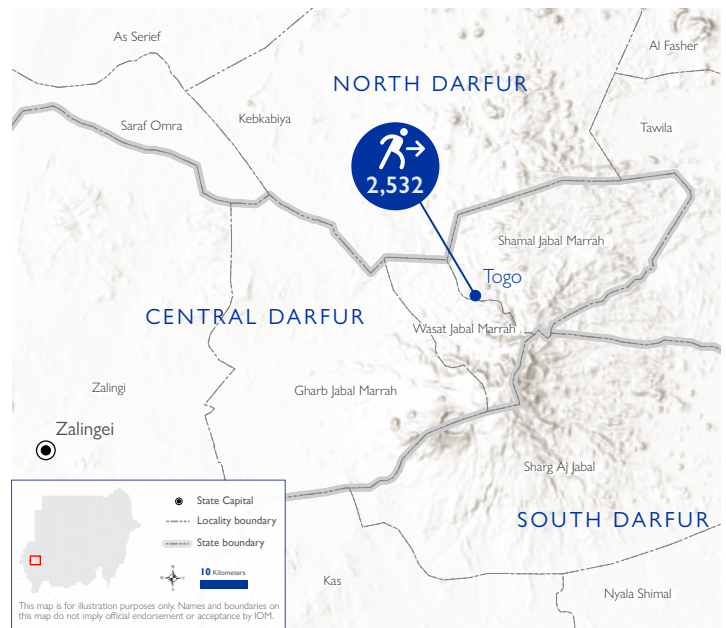 As Serief
Al Fasher
NORTH DARFUR
Saraf Omra
Kebkabiya
Tawila
2,532
Shamal Jabal Marrah
Togo
CENTRAL DARFUR
Wasat Jabal Marrah
Zalingi
Gharb Jabal Marrah
Zalingei
Sharg Aj Jabal
SOUTH DARFUR
Kas
Nyala Shimal
State Capital
Locality boundary
State boundary
10 Kilometers
This map is for illustration purposes only. Names and boundaries on
this map do not imply official endorsement or acceptance by IOM.